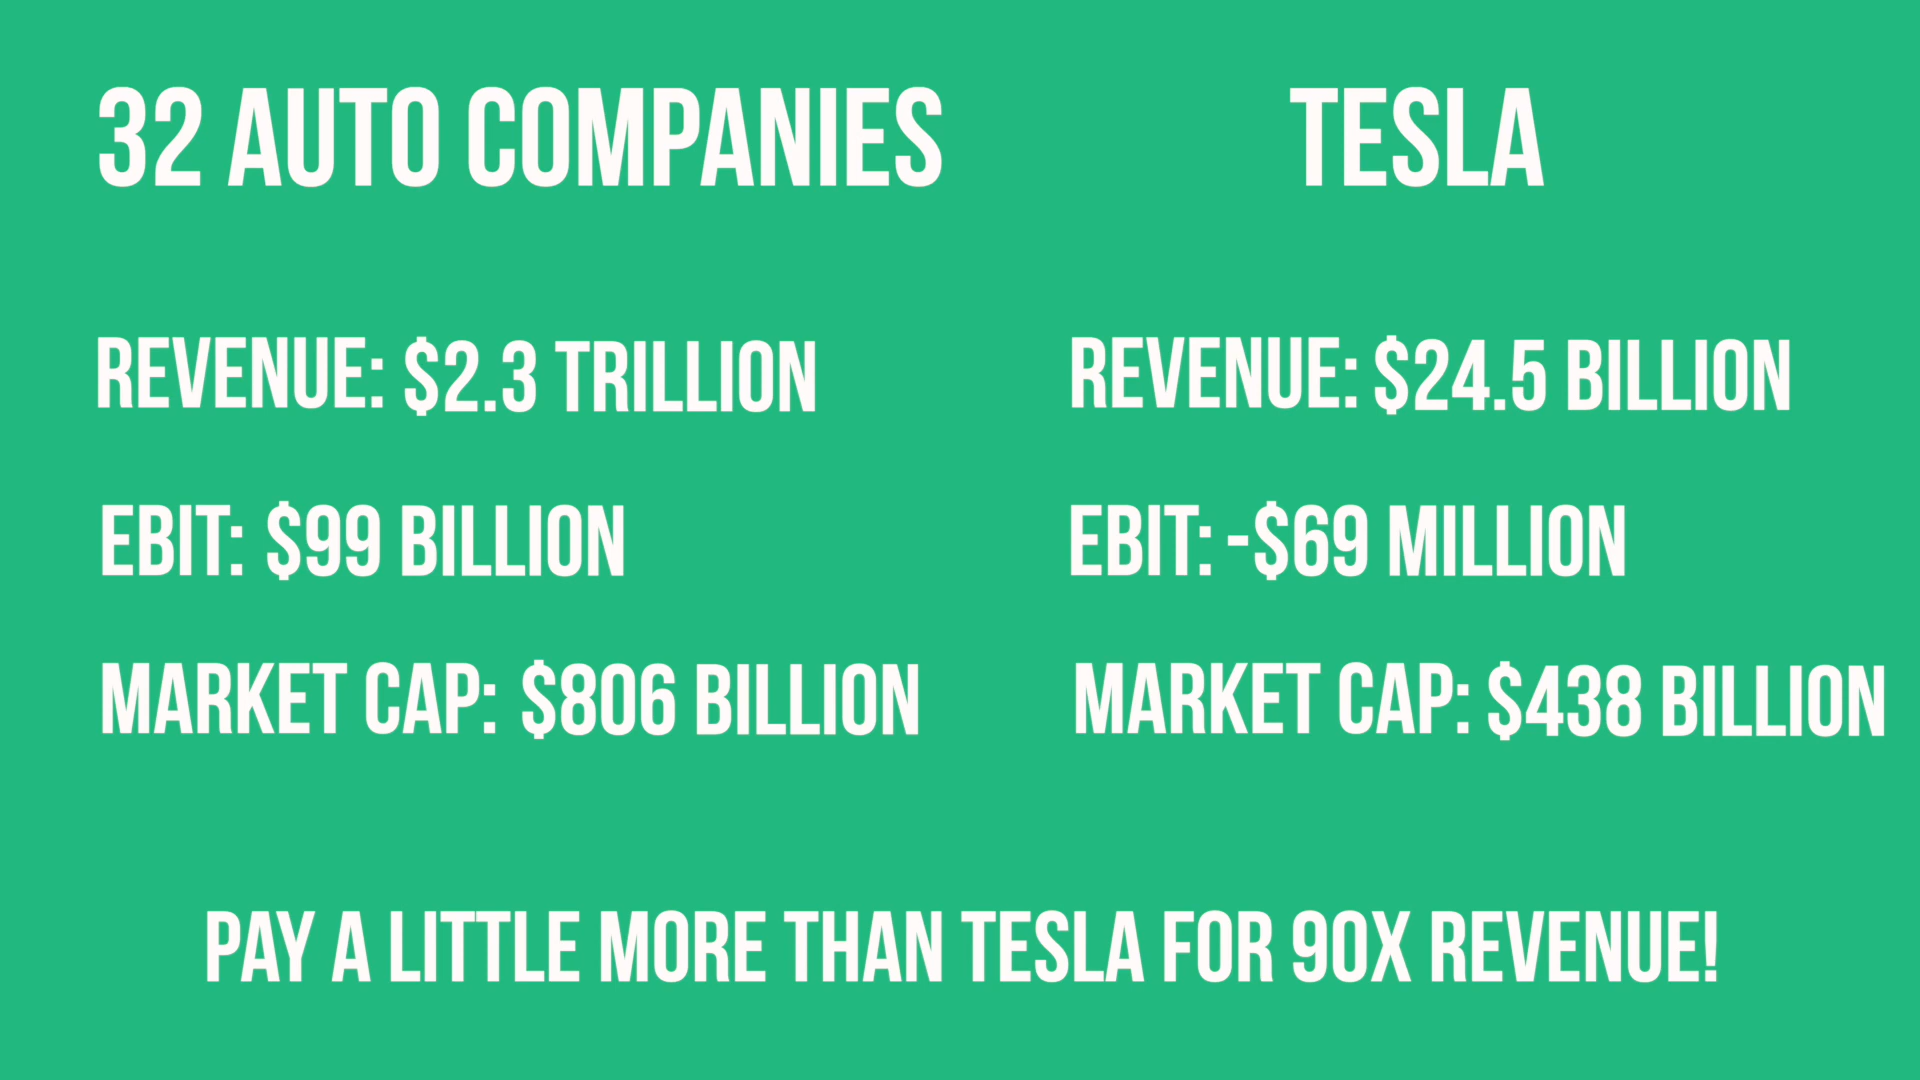 32 AUTO COMPANIES
REVENUE: $2.3 TRILLION
EBIT: $99 BILLION
MARKET CAP: $806 BILLION
TESLA
REVENUE: $24.5 BILLION
EBIT: -$69 MILLION
MARKET CAP: $438 BILLION
PAY A LITTLE MORE THAN TESLA FOR 90X REVENUE!